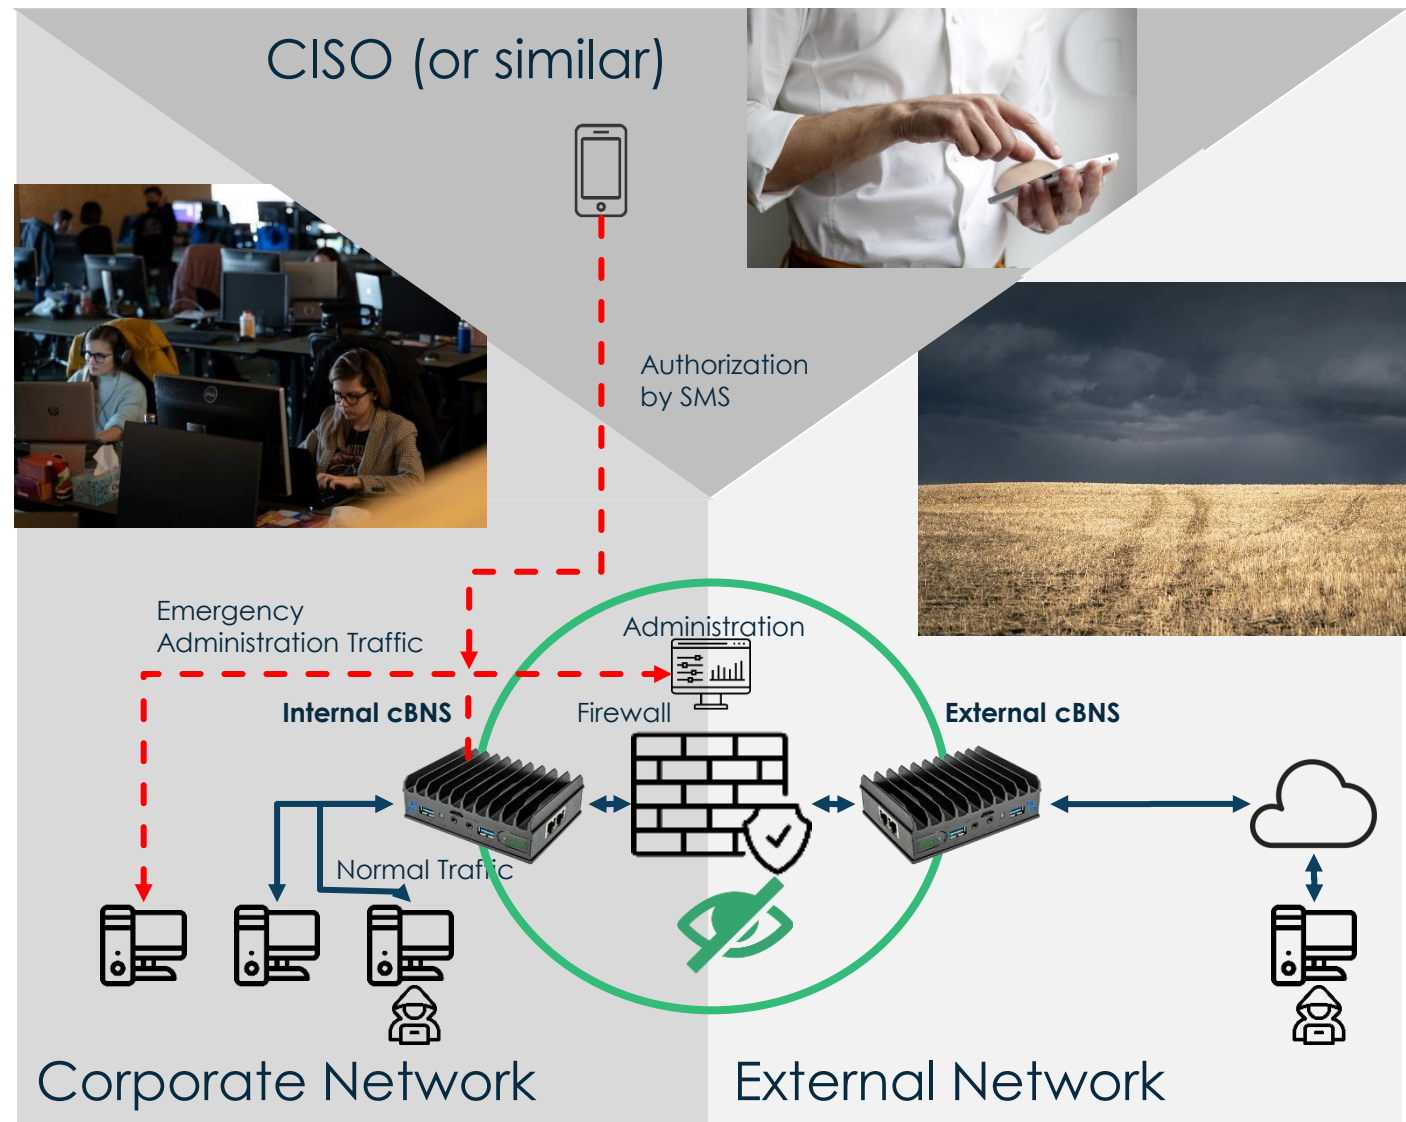 CISO (or similar)
Authorization
by SMS
Emergency
Administration Traffic
Administration
Internal cBNS
Firewall
External cBNS
Normal Traffic
Corporate Network
External Network